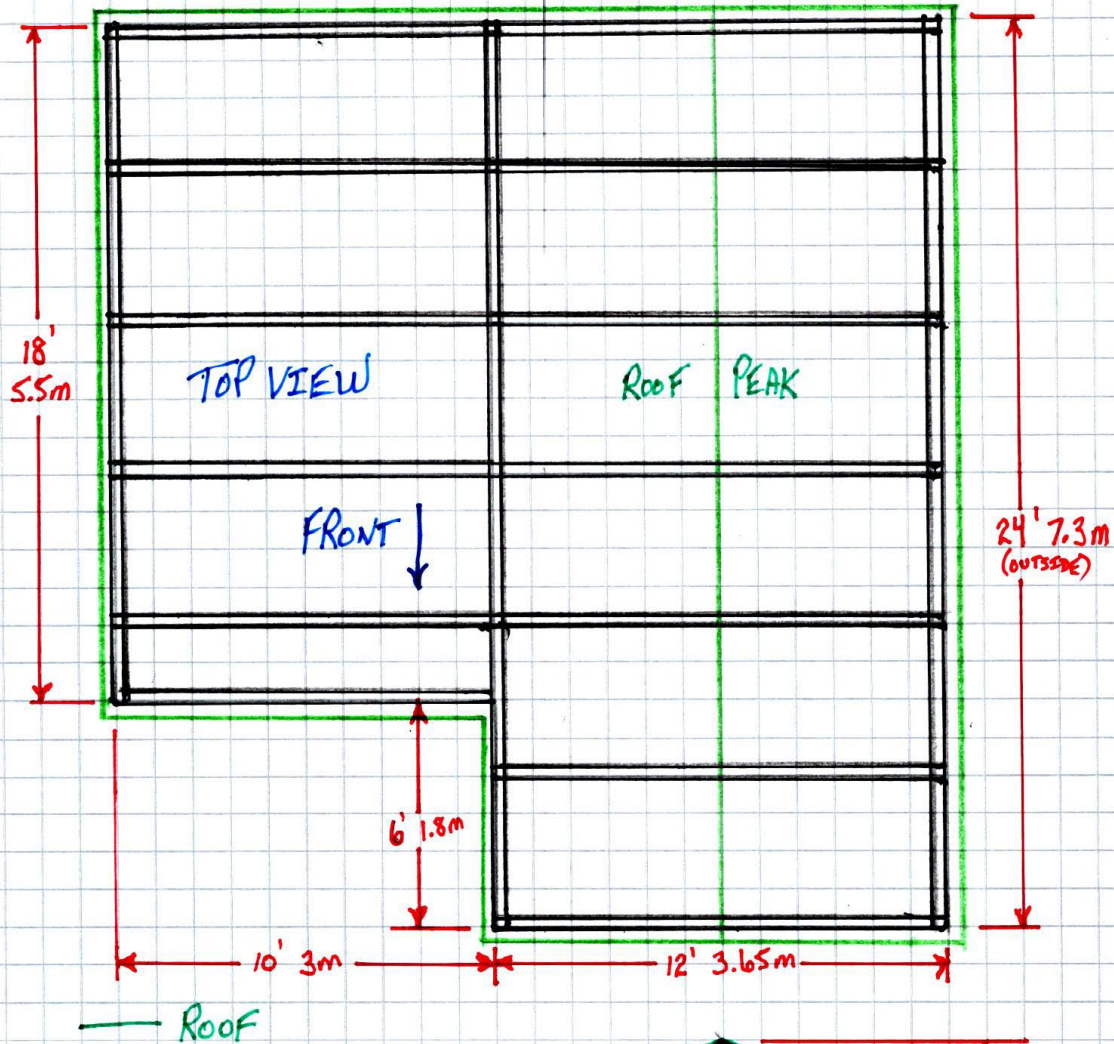 18'
5.5m
TOP VIEW
ROOF PEAK
FRONT
24' 7.3m
(OUTSIDE)
6' 1.8m
10' 3m
12' 3.65m
ROOF